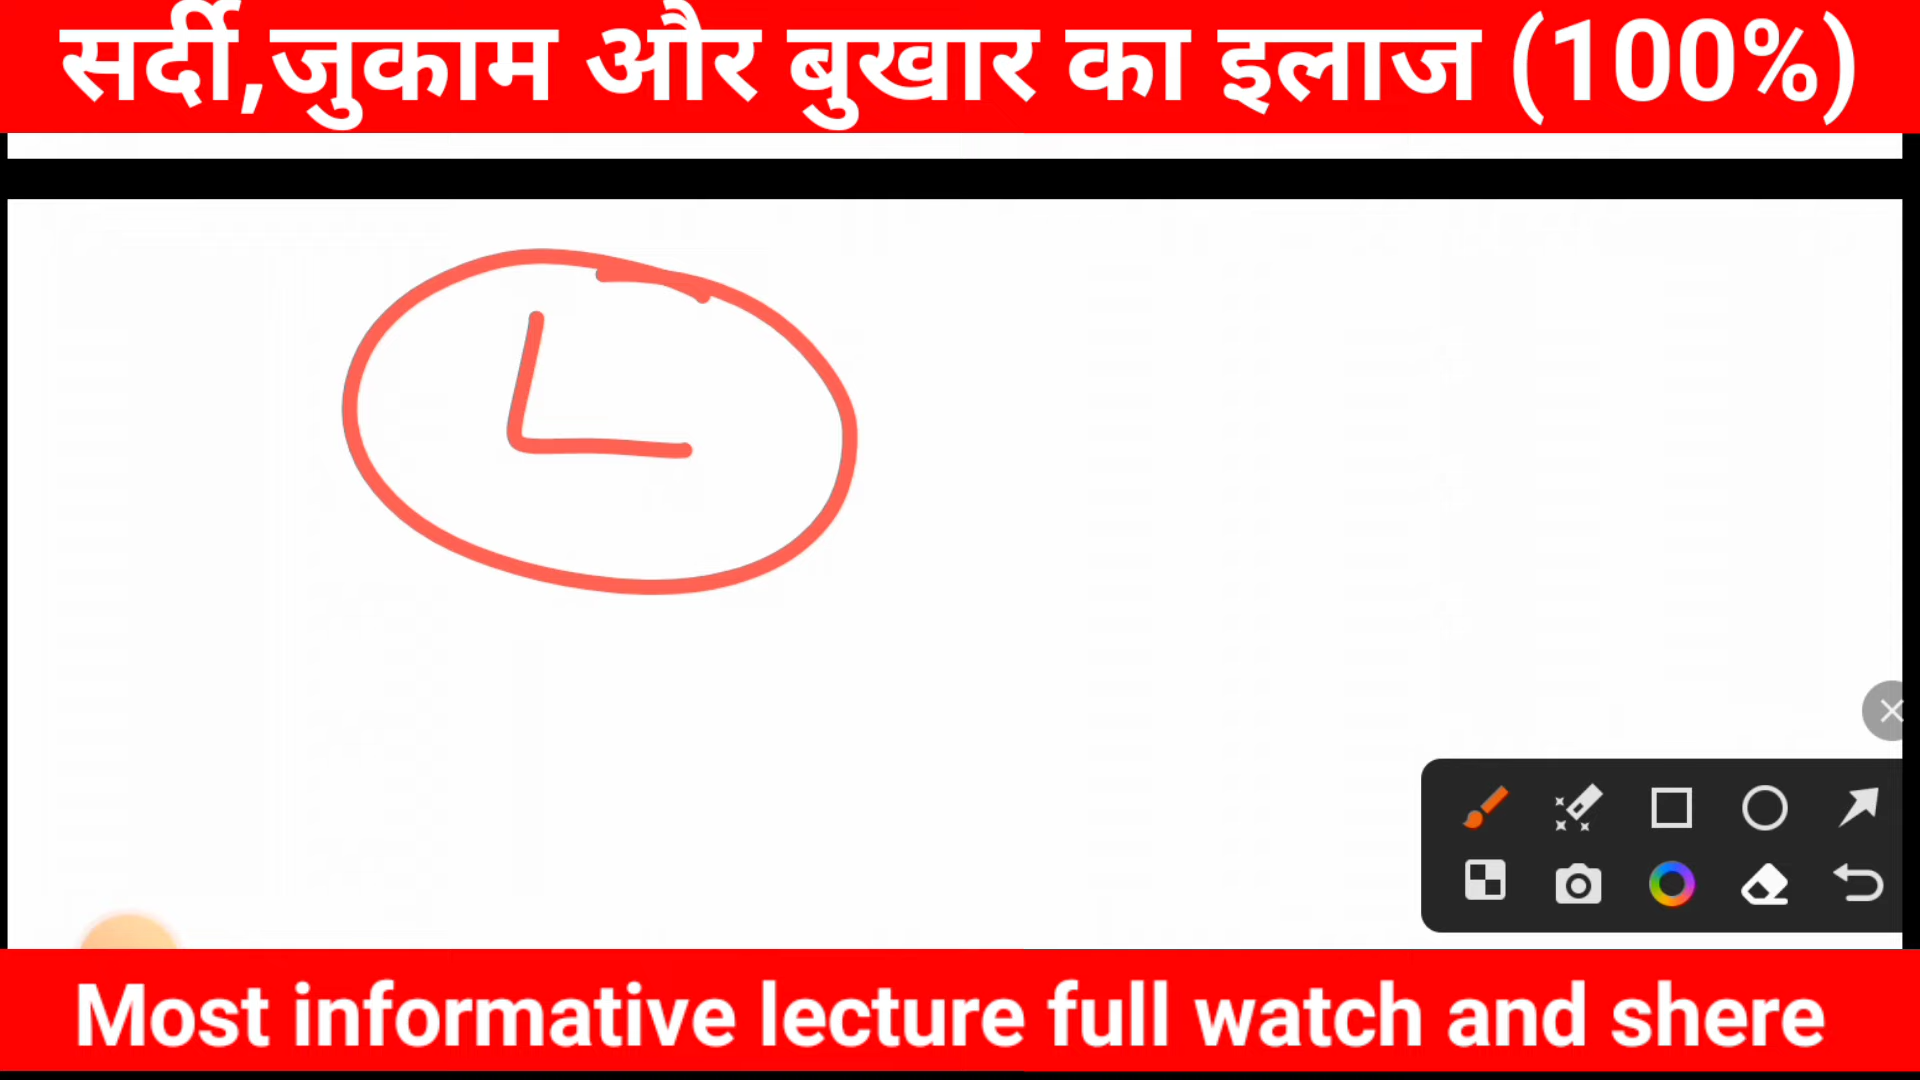 सर्दी,जुकाम और बुखार का इलाज (100%)
Most informative lecture full watch and shere